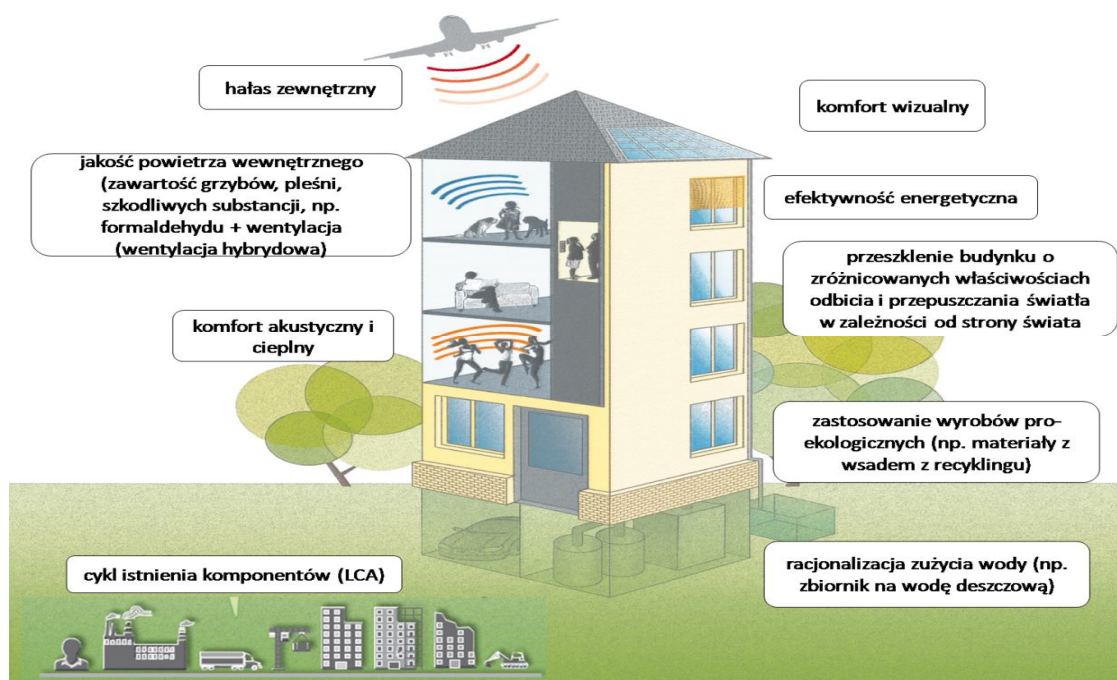 hałas zewnętrzny
komfort wizualny
jakość powietrza wewnętrznego
(zawartość grzybów, pleśni,
szkodliwych substancji, np.
formaldehydu + wentylacja
(wentylacja hybrydowa)
efektywność energetyczna
przeszklenie budynku o
zróżnicowanych właściwościach
odbicia i przepuszczania światła
w zależności od strony świata
komfort akustyczny i
cieplny
zastosowanie wyrobów pro-
ekologicznych (np. materiały z
wsadem z recyklingu)
cykl istnienia komponentów (LCA)
racjonalizacja zużycia wody (np.
zbiornik na wodę deszczową)